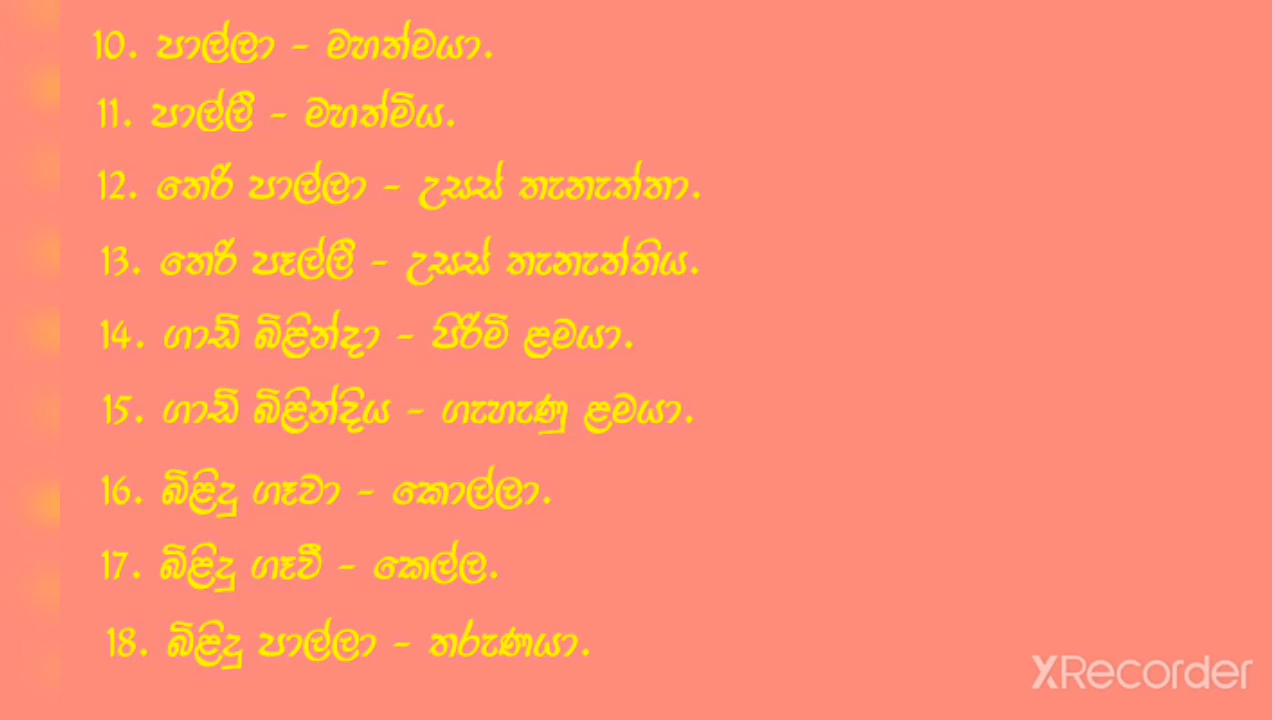 10. පාල්ලා - මහත්මයා.
11. පාල්ලී - මහත්මිය.
12. තෙරි පාල්ලා - උසස් තැනැත්තා.
13. තෙරි පෑල්ලී - උසස් තැනැත්තිය.
14. ගාඩි බිළින්දා - පිරිමි ළමයා.
15. ගාඩි බිළින්දිය - ගැහැණු ළමයා.
16. බිළිදු ගෑවා - කොල්ලා.
17. බිළිදු ගෑවී - කෙල්ල.
18. බිළිදු පාල්ලා - තරුණයා.
XRecorder